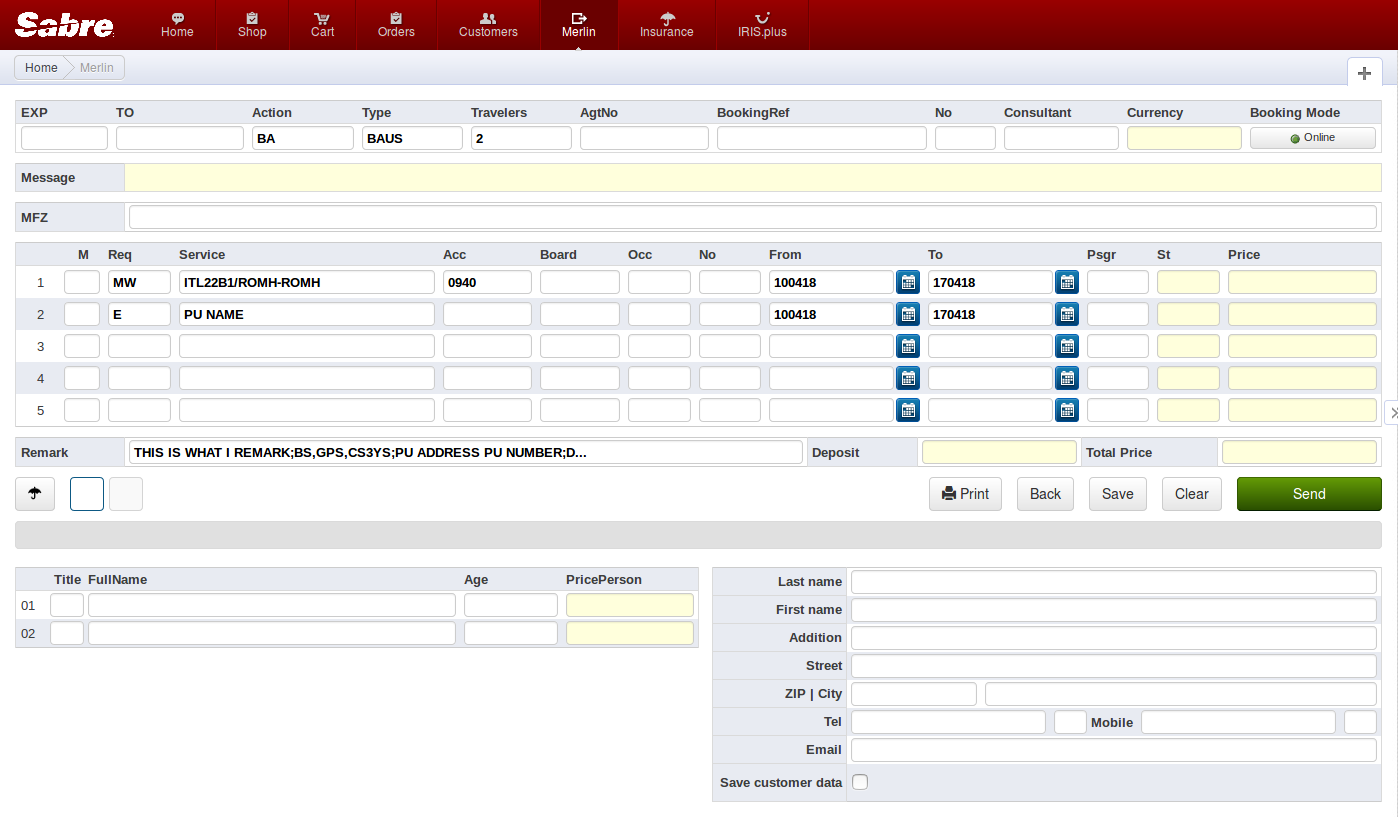 Sabre
Home Shop Cart Orders Customers Merlin Insurance IRIS.plus
Home Merlin
EXP TO Action Type Travelers AgtNo BookingRef No Consultant Currency Booking Mode
BA BAUS 2 Online
Message
MFZ
M Req Service Acc Board Occ No From To Psgr St Price
1 MW ITL22B1/ROMH-ROMH 0940 100418 170418
2 E PU NAME 100418 170418
3
4
5
Remark THIS IS WHAT I REMARK;BS,GPS,CS3YS;PU ADDRESS PU NUMBER;D... Deposit Total Price
Print Back Save Clear Send
Title FullName Age PricePerson
01
02
Last name
First name
Addition
Street
ZIP | City
Tel Mobile
Email
Save customer data